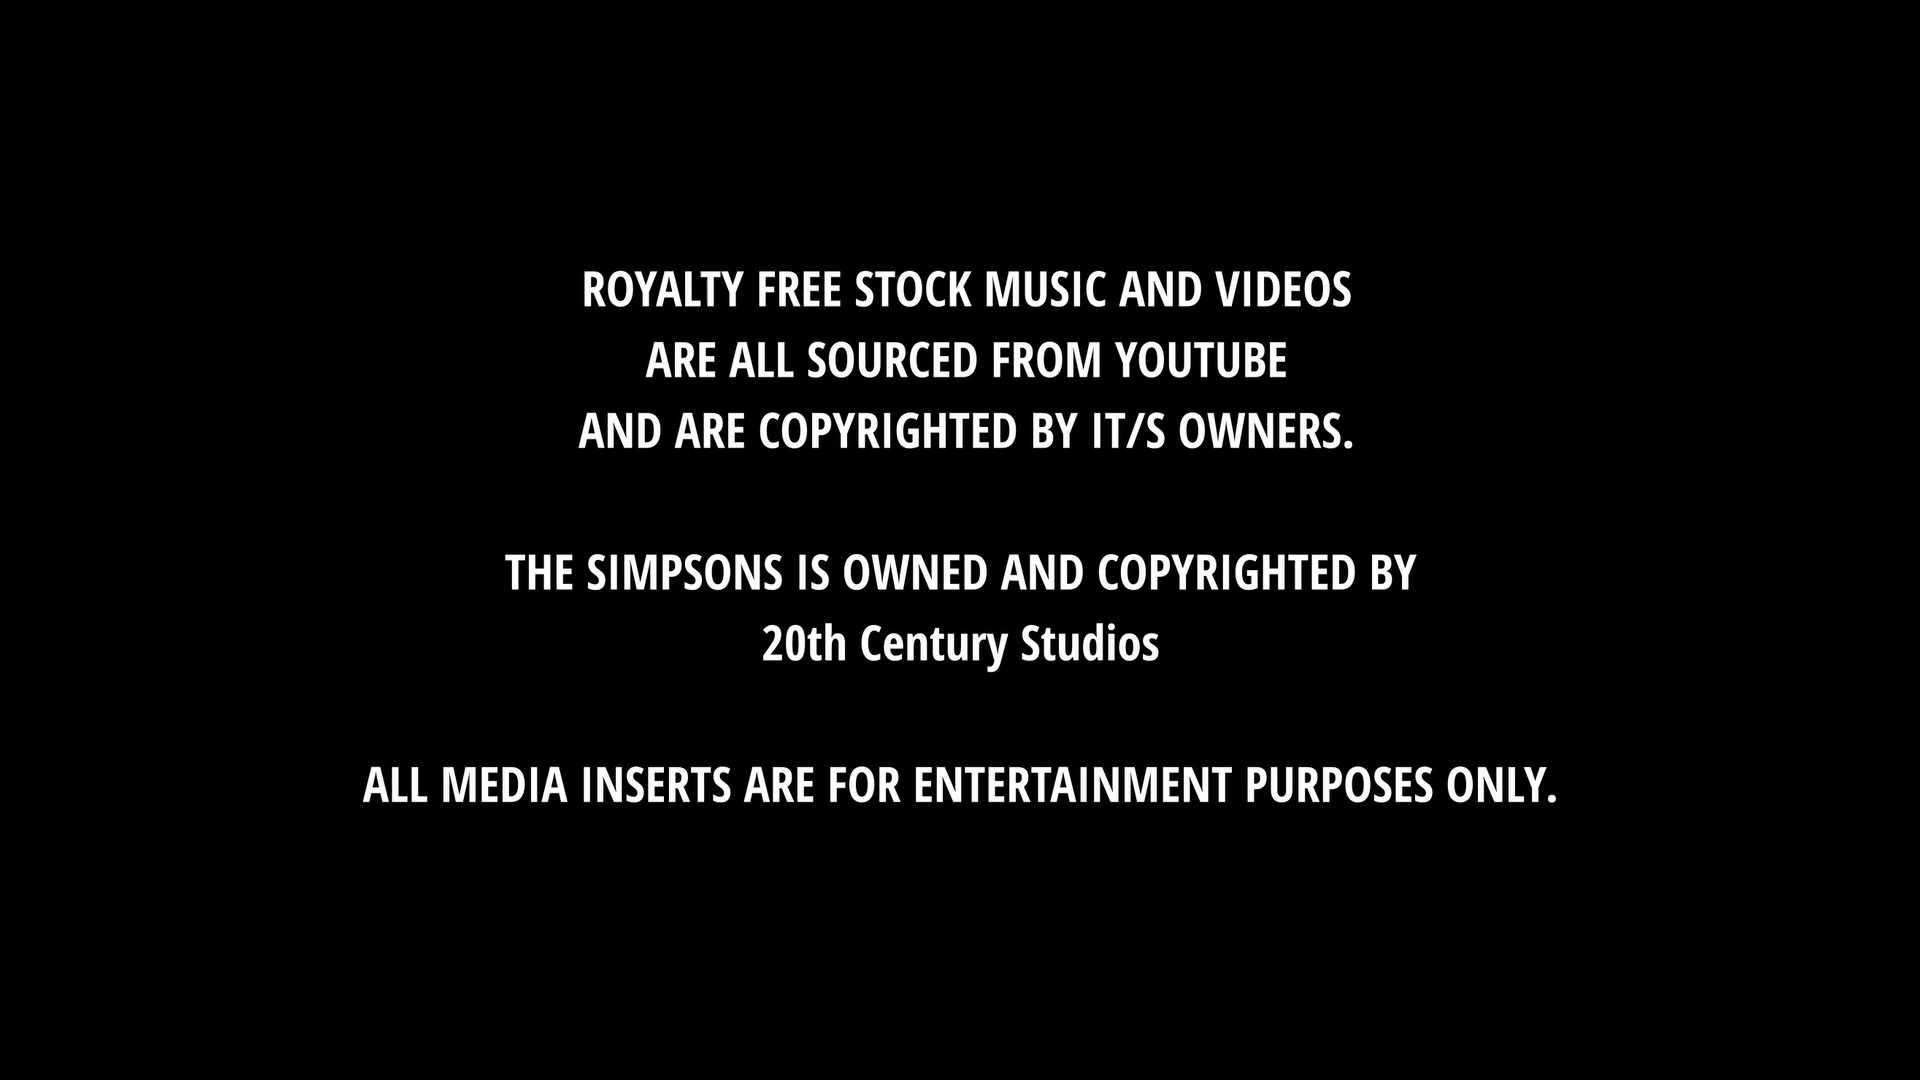 ROYALTY FREE STOCK MUSIC AND VIDEOS
ARE ALL SOURCED FROM YOUTUBE
AND ARE COPYRIGHTED BY IT/S OWNERS.
THE SIMPSONS IS OWNED AND COPYRIGHTED BY
20th Century Studios
ALL MEDIA INSERTS ARE FOR ENTERTAINMENT PURPOSES ONLY.